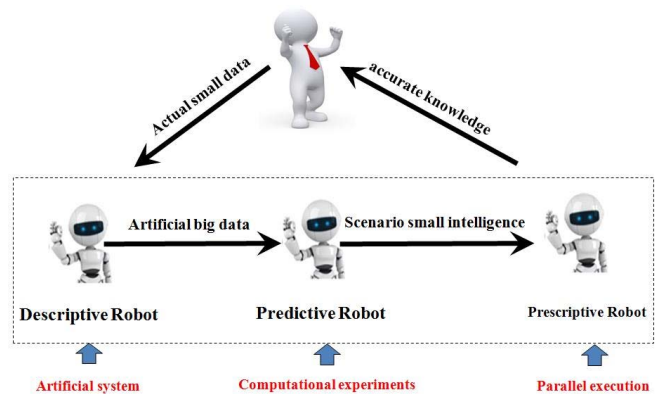 Actual small data
accurate knowledge
Artificial big data
Scenario small intelligence
Descriptive Robot
Predictive Robot
Prescriptive Robot
Artificial system
Computational experiments
Parallel execution